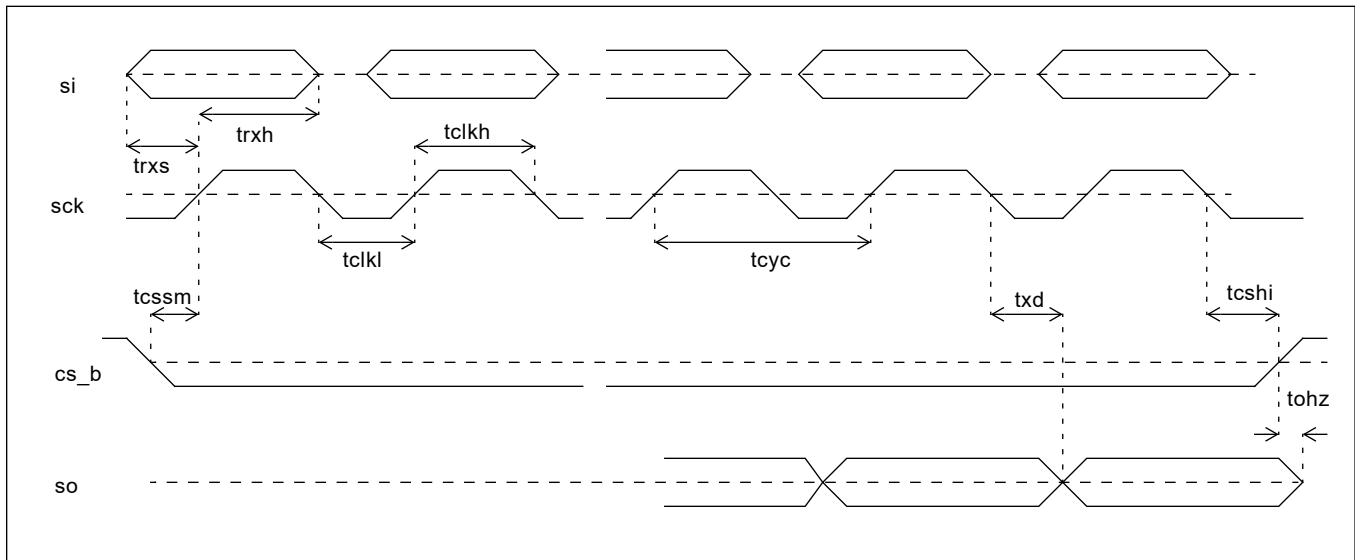 si
trxh
trxs
tclkh
sck
tclkl
tcyc
tcssm
txd
tcshi
cs_b
tohz
so